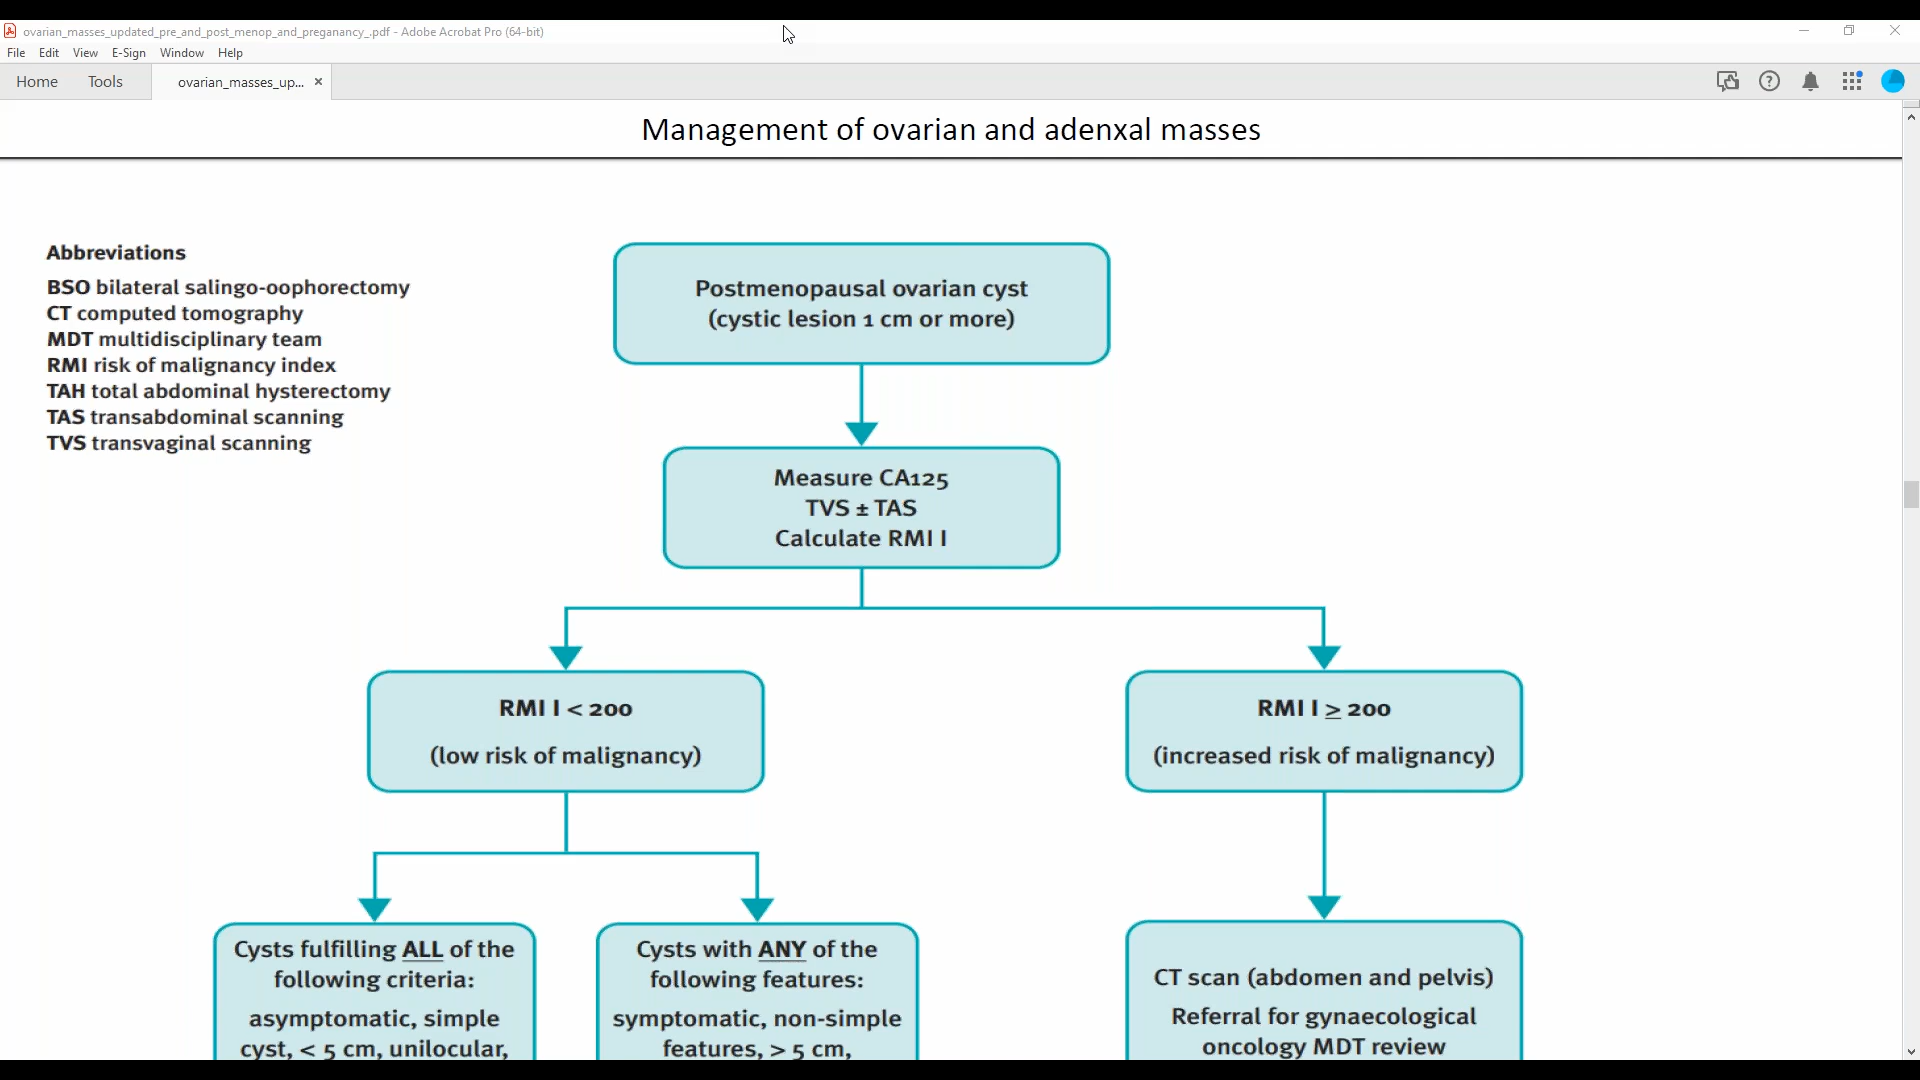 ovarian_masses_updated_pre_and_post_menop_and_preganancy_.pdf - Adobe Acrobat Pro (64-bit)
File Edit View E-Sign Window Help
Home Tools ovarian_masses_up... ×
Management of ovarian and adenxal masses
Abbreviations
BSO bilateral salingo-oophorectomy
CT computed tomography
MDT multidisciplinary team
RMI risk of malignancy index
TAH total abdominal hysterectomy
TAS transabdominal scanning
TVS transvaginal scanning
Postmenopausal ovarian cyst
(cystic lesion 1 cm or more)
Measure CA125
TVS ± TAS
Calculate RMI I
RMI I < 200
(low risk of malignancy)
RMI I ≥ 200
(increased risk of malignancy)
Cysts fulfilling ALL of the
following criteria:
asymptomatic, simple
cyst, < 5 cm, unilocular,
Cysts with ANY of the
following features:
symptomatic, non-simple
features, > 5 cm,
CT scan (abdomen and pelvis)
Referral for gynaecological
oncology MDT review